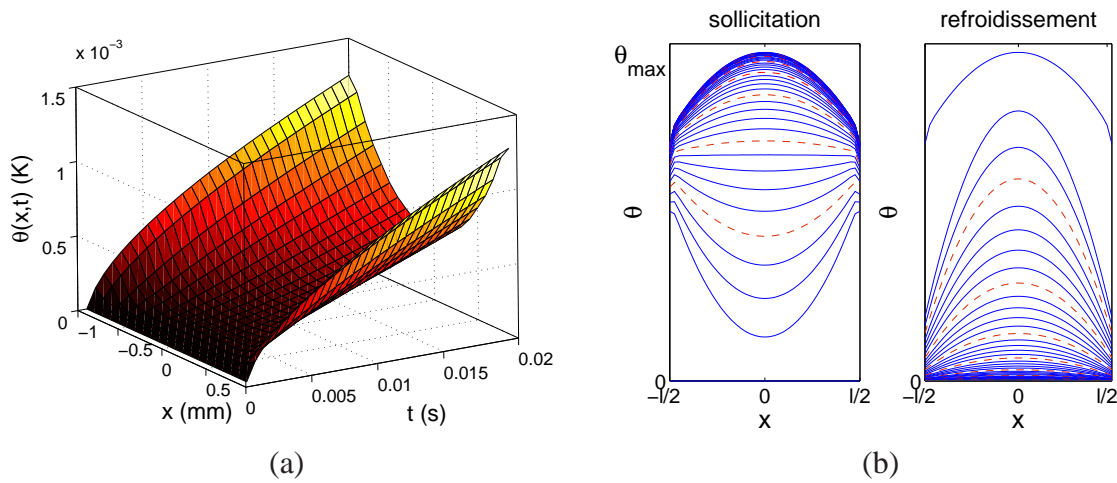 x 10⁻³
1.5
1
0.5
0
θ(x,t) (K)
−1
−0.5
0
0.5
x (mm)
0
0.005
0.01
0.015
0.02
t (s)
(a)
sollicitation
θmax
θ
0
−l/2
0
l/2
x
refroidissement
θ
0
−l/2
0
l/2
x
(b)